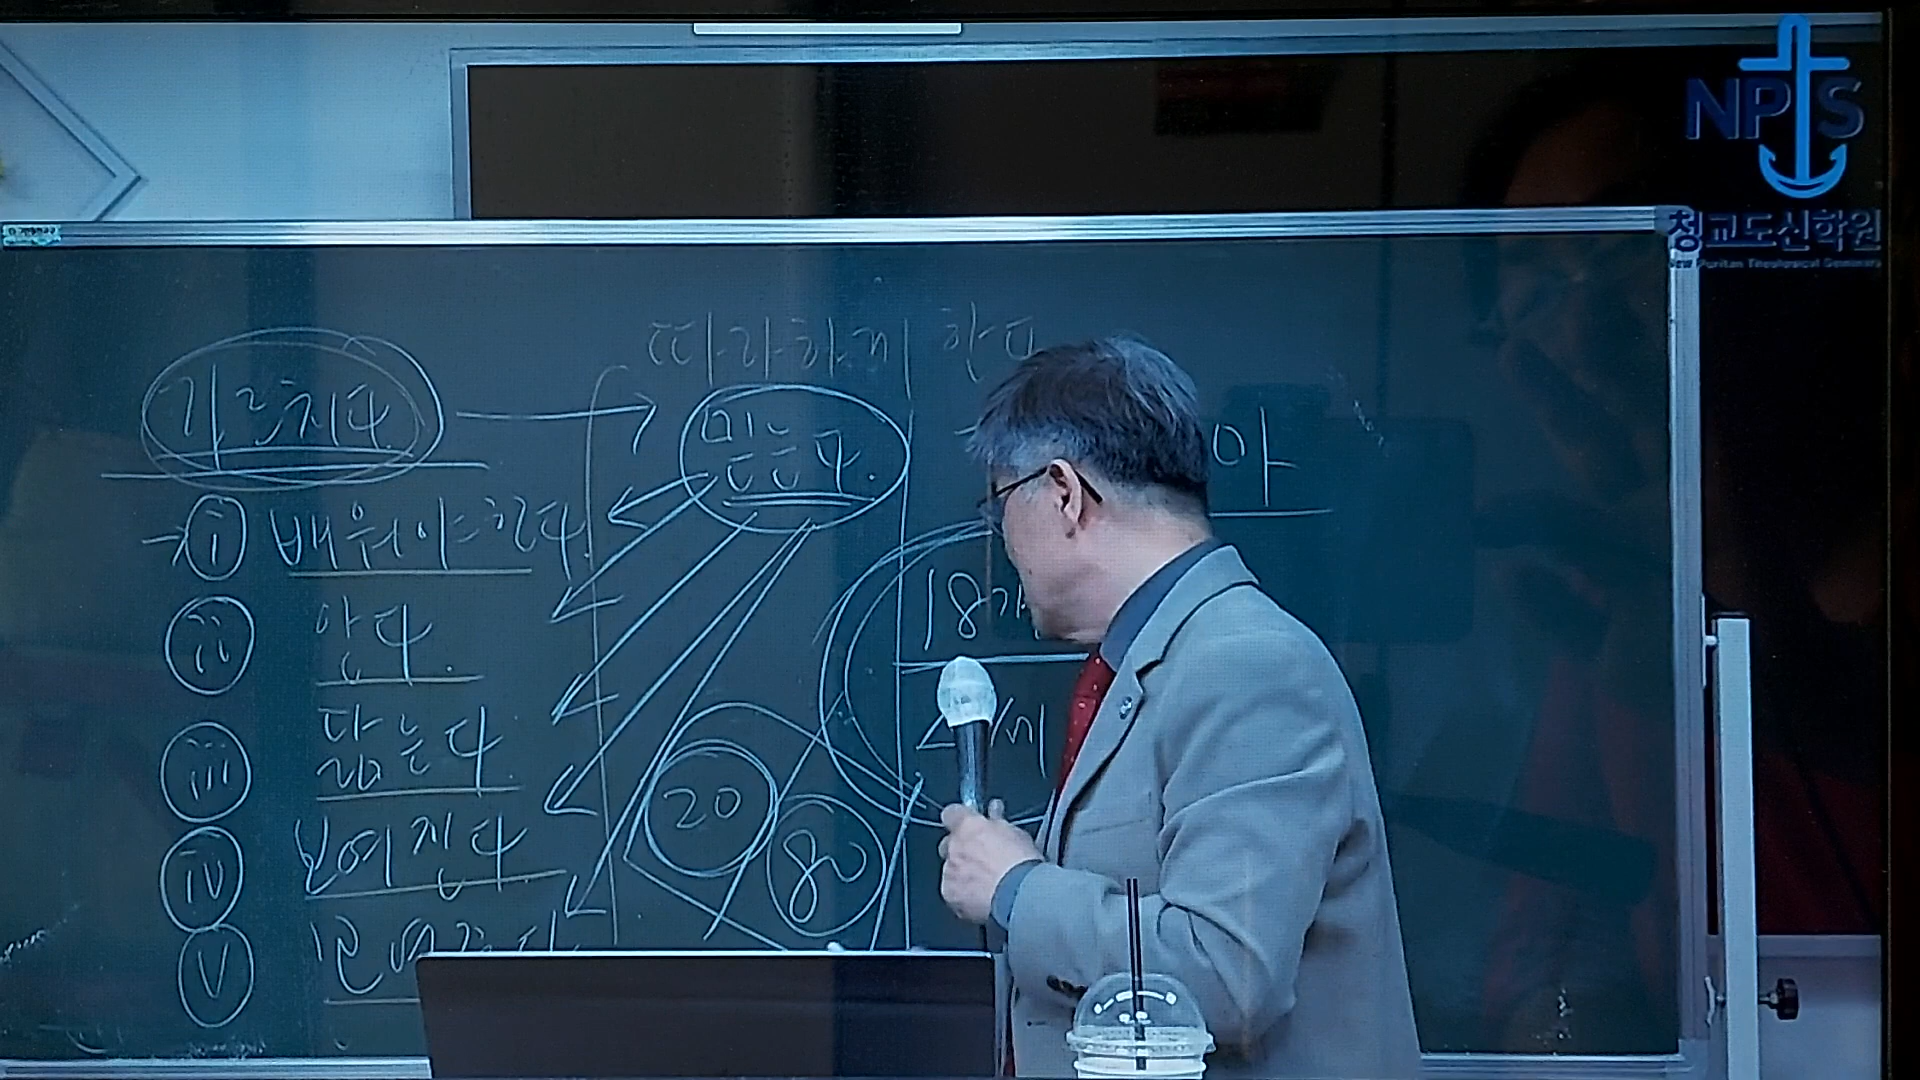 NPTS
청교도신학원
New Puritan Theological Seminary
따라하게 한다
가르치다
믿는다.
아
i 배워야 한다.
ii 안다.
iii 닮는다.
iv 보여진다
v
18
20
80